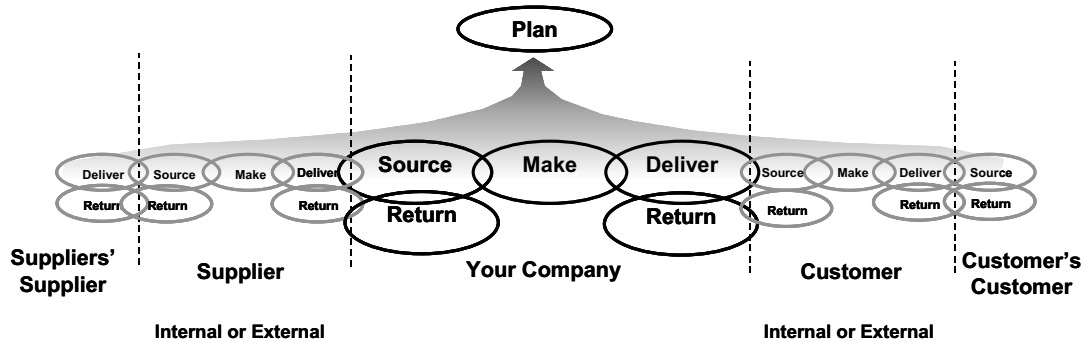 Plan
Deliver Source Make Deliver Source Make Deliver Source Make Deliver Source
Return Return Return Return Return Return Return Return
Suppliers’
Supplier
Supplier
Your Company
Customer
Customer’s
Customer
Internal or External
Internal or External